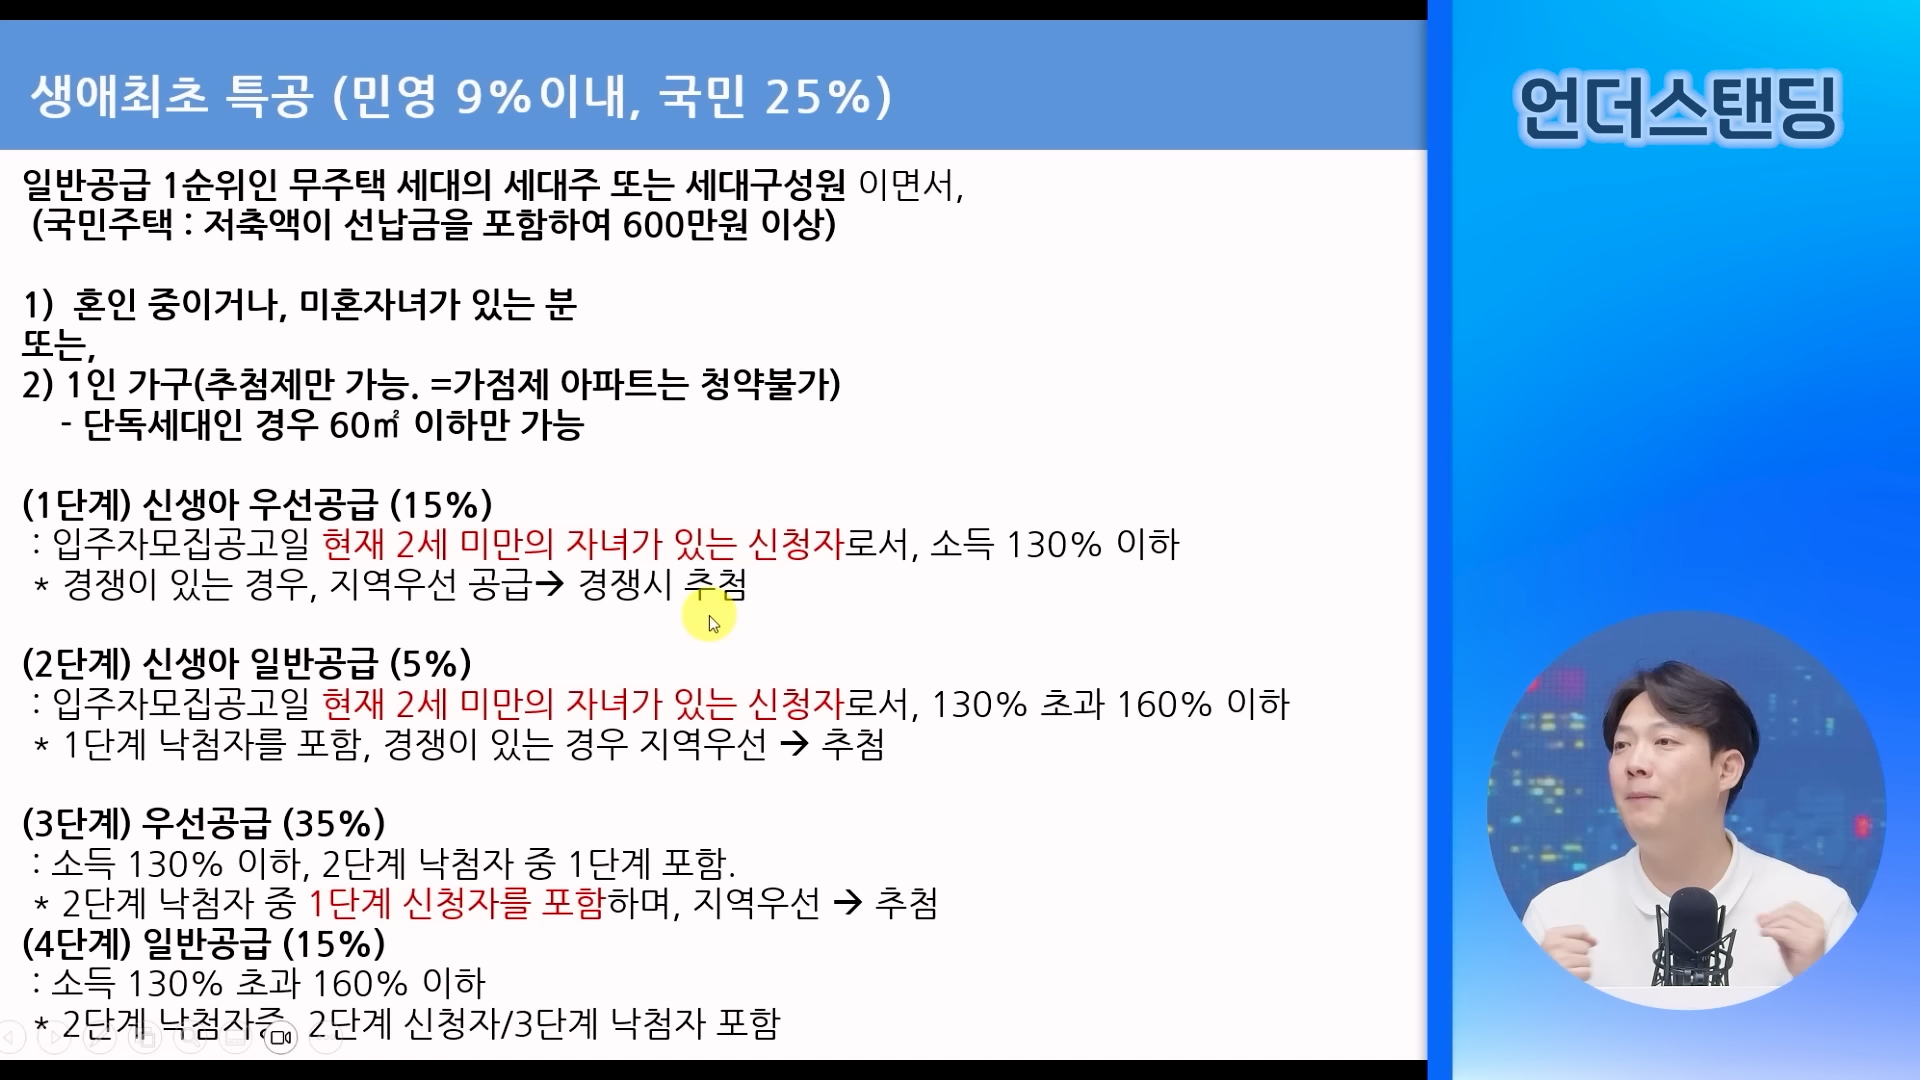 생애최초 특공 (민영 9%이내, 국민 25%)
언더스탠딩
일반공급 1순위인 무주택 세대의 세대주 또는 세대구성원 이면서,
(국민주택 : 저축액이 선납금을 포함하여 600만원 이상)
1) 혼인 중이거나, 미혼자녀가 있는 분
또는,
2) 1인 가구(추첨제만 가능. =가점제 아파트는 청약불가)
- 단독세대인 경우 60㎡ 이하만 가능
(1단계) 신생아 우선공급 (15%)
: 입주자모집공고일 현재 2세 미만의 자녀가 있는 신청자로서, 소득 130% 이하
* 경쟁이 있는 경우, 지역우선 공급→ 경쟁시 추첨
(2단계) 신생아 일반공급 (5%)
: 입주자모집공고일 현재 2세 미만의 자녀가 있는 신청자로서, 130% 초과 160% 이하
* 1단계 낙첨자를 포함, 경쟁이 있는 경우 지역우선 → 추첨
(3단계) 우선공급 (35%)
: 소득 130% 이하, 2단계 낙첨자 중 1단계 포함.
* 2단계 낙첨자 중 1단계 신청자를 포함하며, 지역우선 → 추첨
(4단계) 일반공급 (15%)
: 소득 130% 초과 160% 이하
* 2단계 낙첨자중, 2단계 신청자/3단계 낙첨자 포함